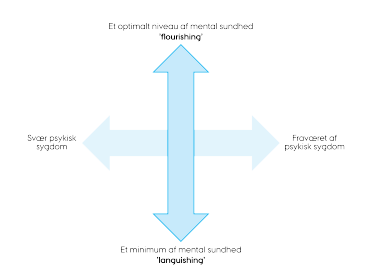 Et optimalt niveau af mental sundhed
'flourishing'
Svær psykisk
sygdom
Fraværet af
psykisk sygdom
Et minimum af mental sundhed
'languishing'